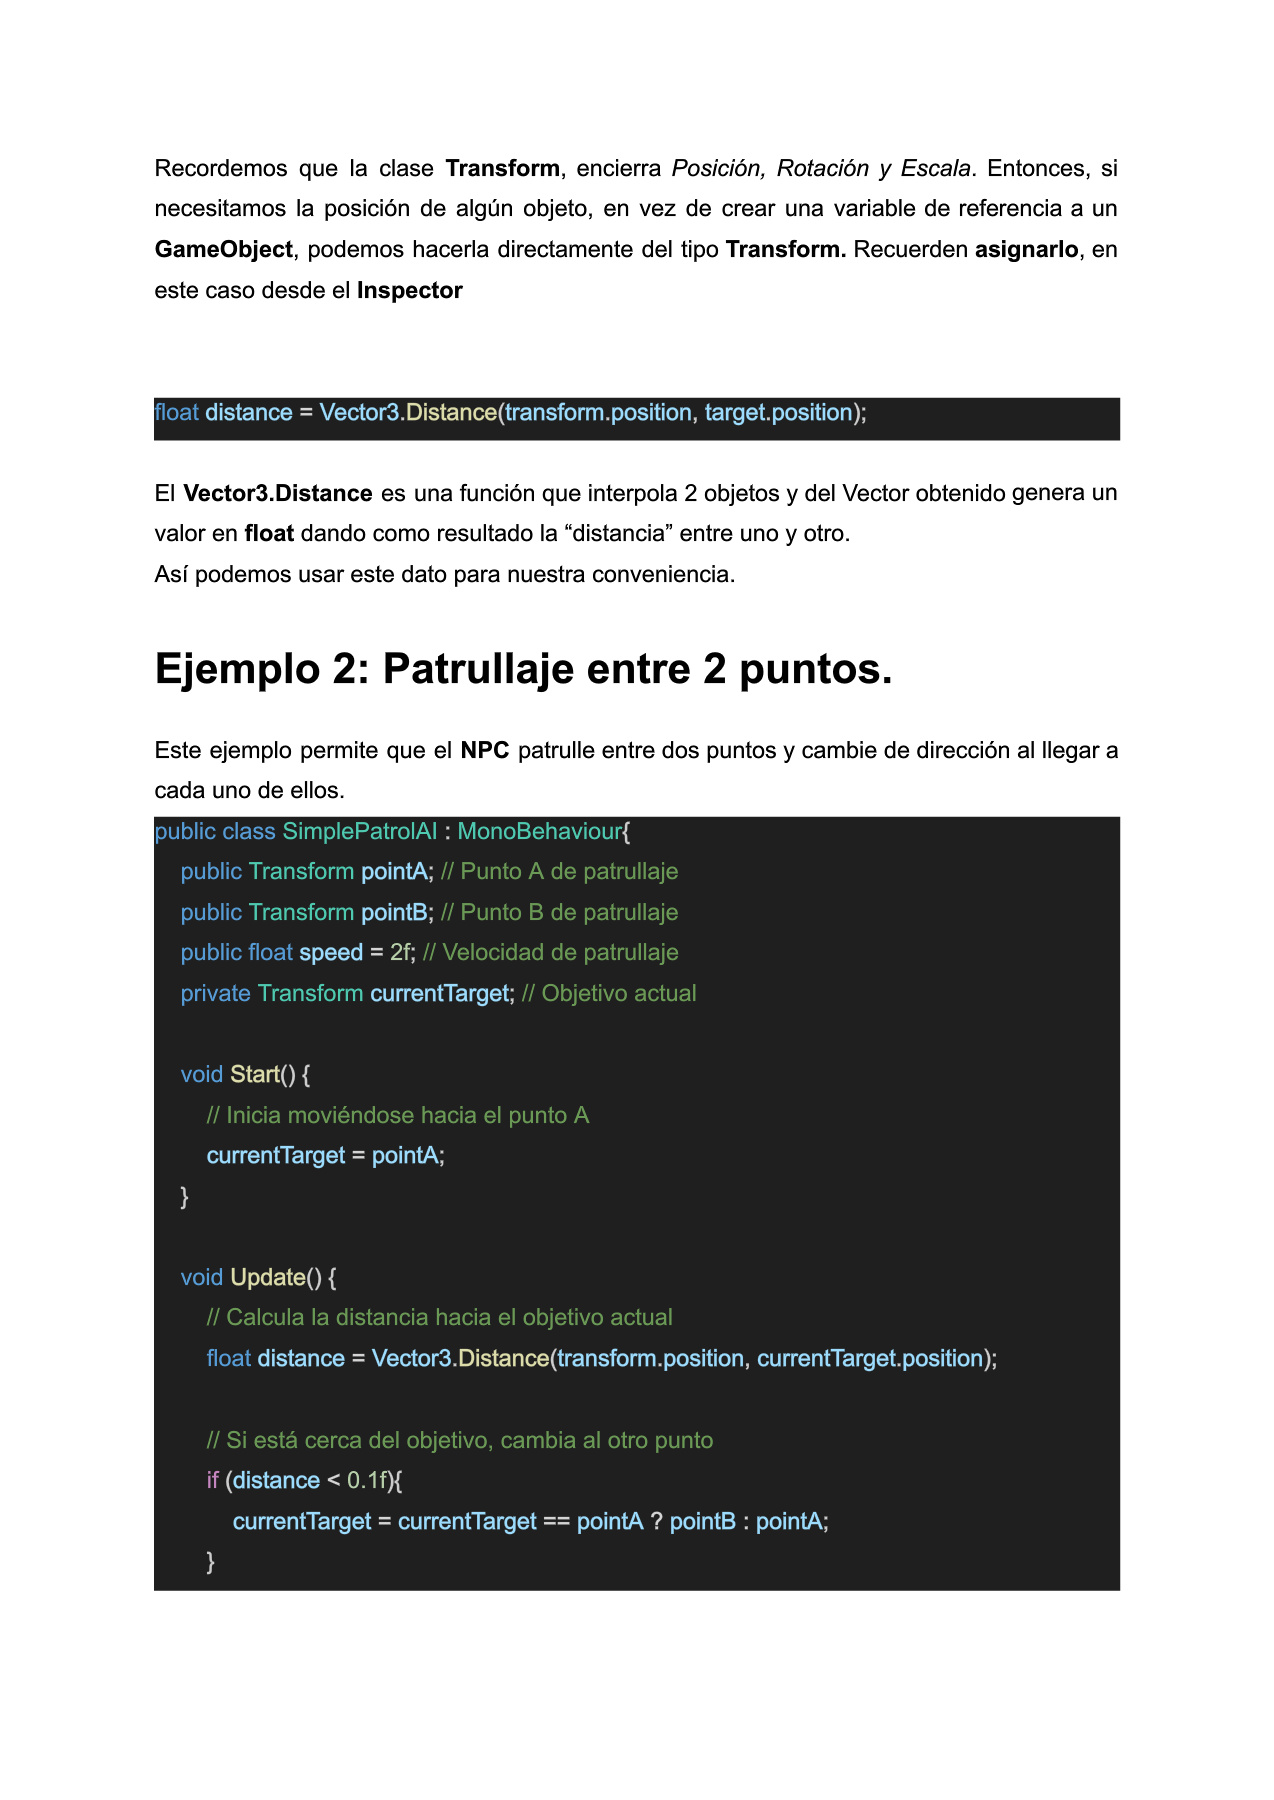 Recordemos que la clase Transform, encierra Posición, Rotación y Escala. Entonces, si
necesitamos la posición de algún objeto, en vez de crear una variable de referencia a un
GameObject, podemos hacerla directamente del tipo Transform. Recuerden asignarlo, en
este caso desde el Inspector
float distance = Vector3.Distance(transform.position, target.position);
El Vector3.Distance es una función que interpola 2 objetos y del Vector obtenido genera un
valor en float dando como resultado la “distancia” entre uno y otro.
Así podemos usar este dato para nuestra conveniencia.
Ejemplo 2: Patrullaje entre 2 puntos.
Este ejemplo permite que el NPC patrulle entre dos puntos y cambie de dirección al llegar a
cada uno de ellos.
public class SimplePatrolAI : MonoBehaviour{
    public Transform pointA; // Punto A de patrullaje
    public Transform pointB; // Punto B de patrullaje
    public float speed = 2f; // Velocidad de patrullaje
    private Transform currentTarget; // Objetivo actual
    void Start() {
        // Inicia moviéndose hacia el punto A
        currentTarget = pointA;
    }
    void Update() {
        // Calcula la distancia hacia el objetivo actual
        float distance = Vector3.Distance(transform.position, currentTarget.position);
        // Si está cerca del objetivo, cambia al otro punto
        if (distance < 0.1f){
            currentTarget = currentTarget == pointA ? pointB : pointA;
        }